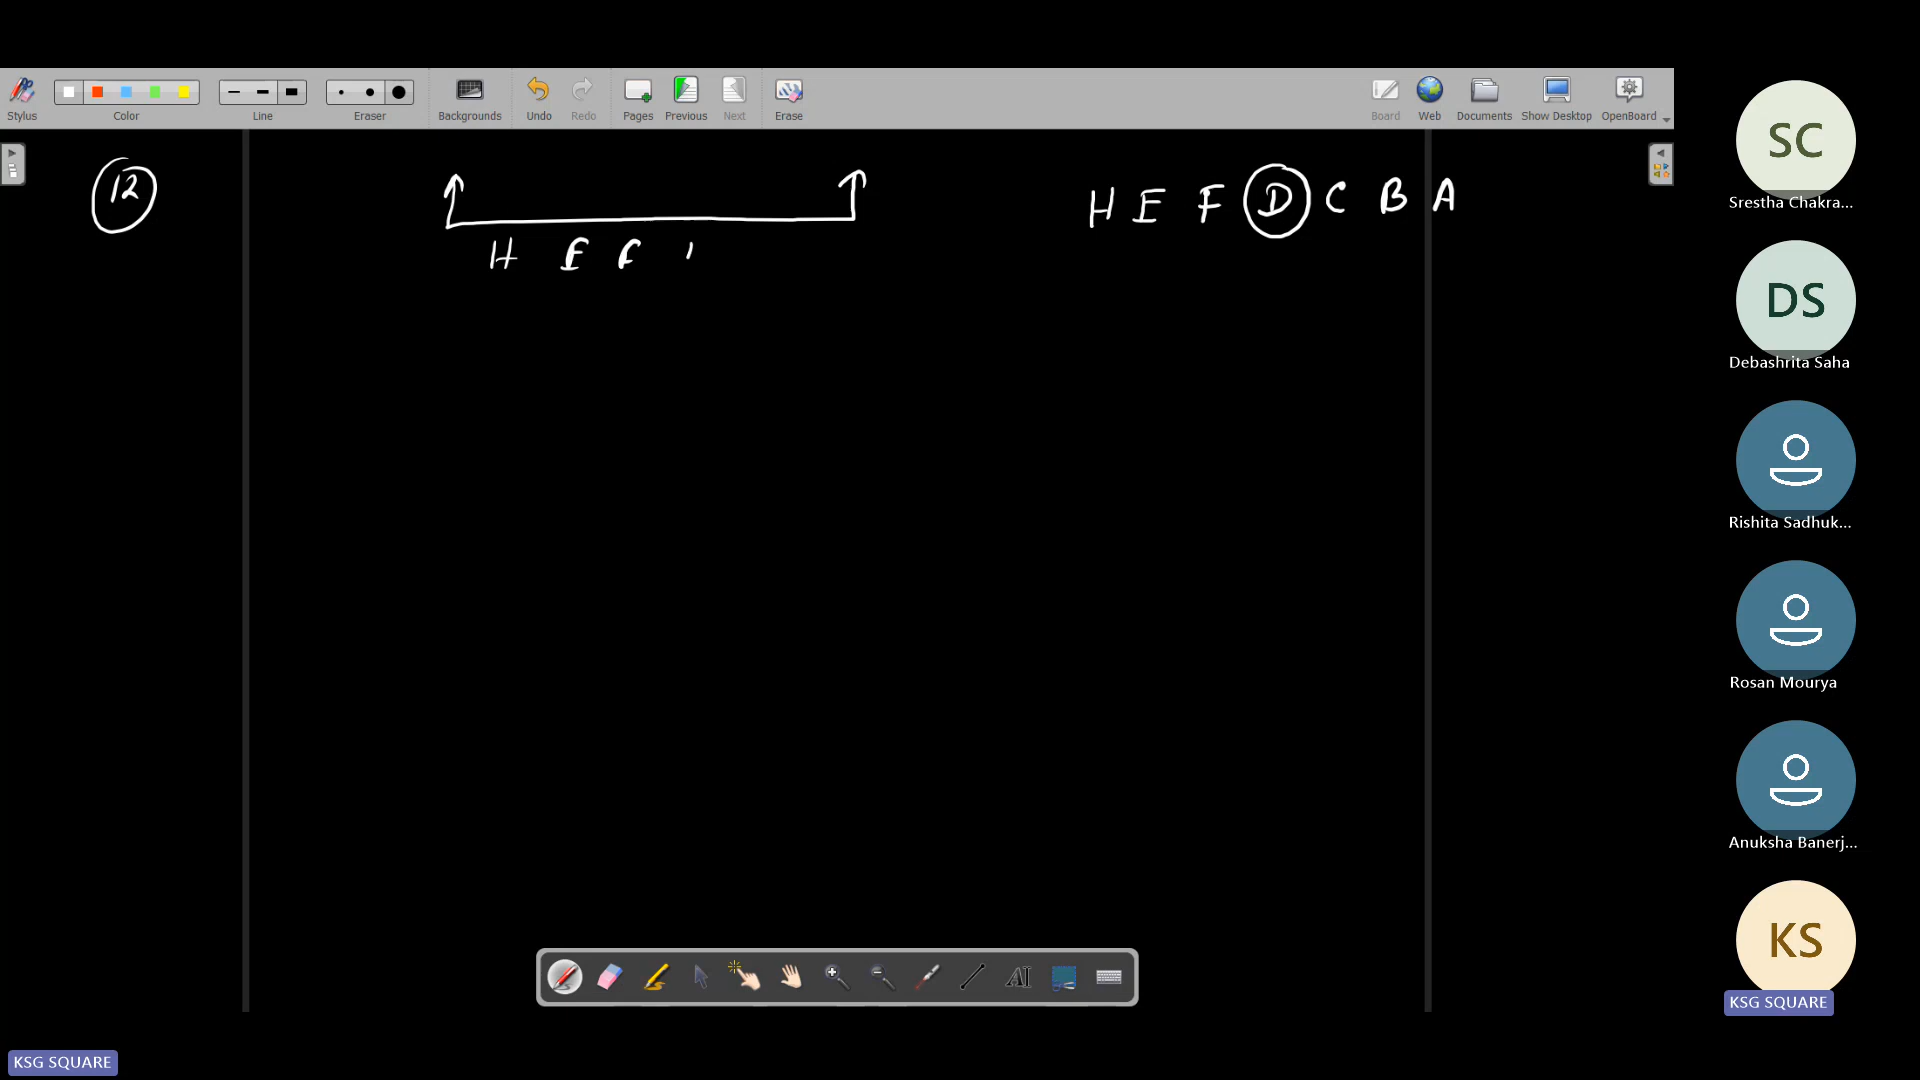 Stylus Color Line Eraser Backgrounds Undo Redo Pages Previous Next Erase Board Web Documents Show Desktop OpenBoard
12
H E F D C B A
H E F
SC
Srestha Chakra...
DS
Debashrita Saha
Rishita Sadhuk...
Rosan Mourya
Anuksha Banerj...
KS
KSG SQUARE
AI
KSG SQUARE